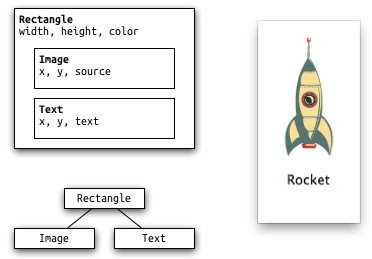 Rectangle
width, height, color
Image
x, y, source
Text
x, y, text
Rectangle
Image
Text
Rocket